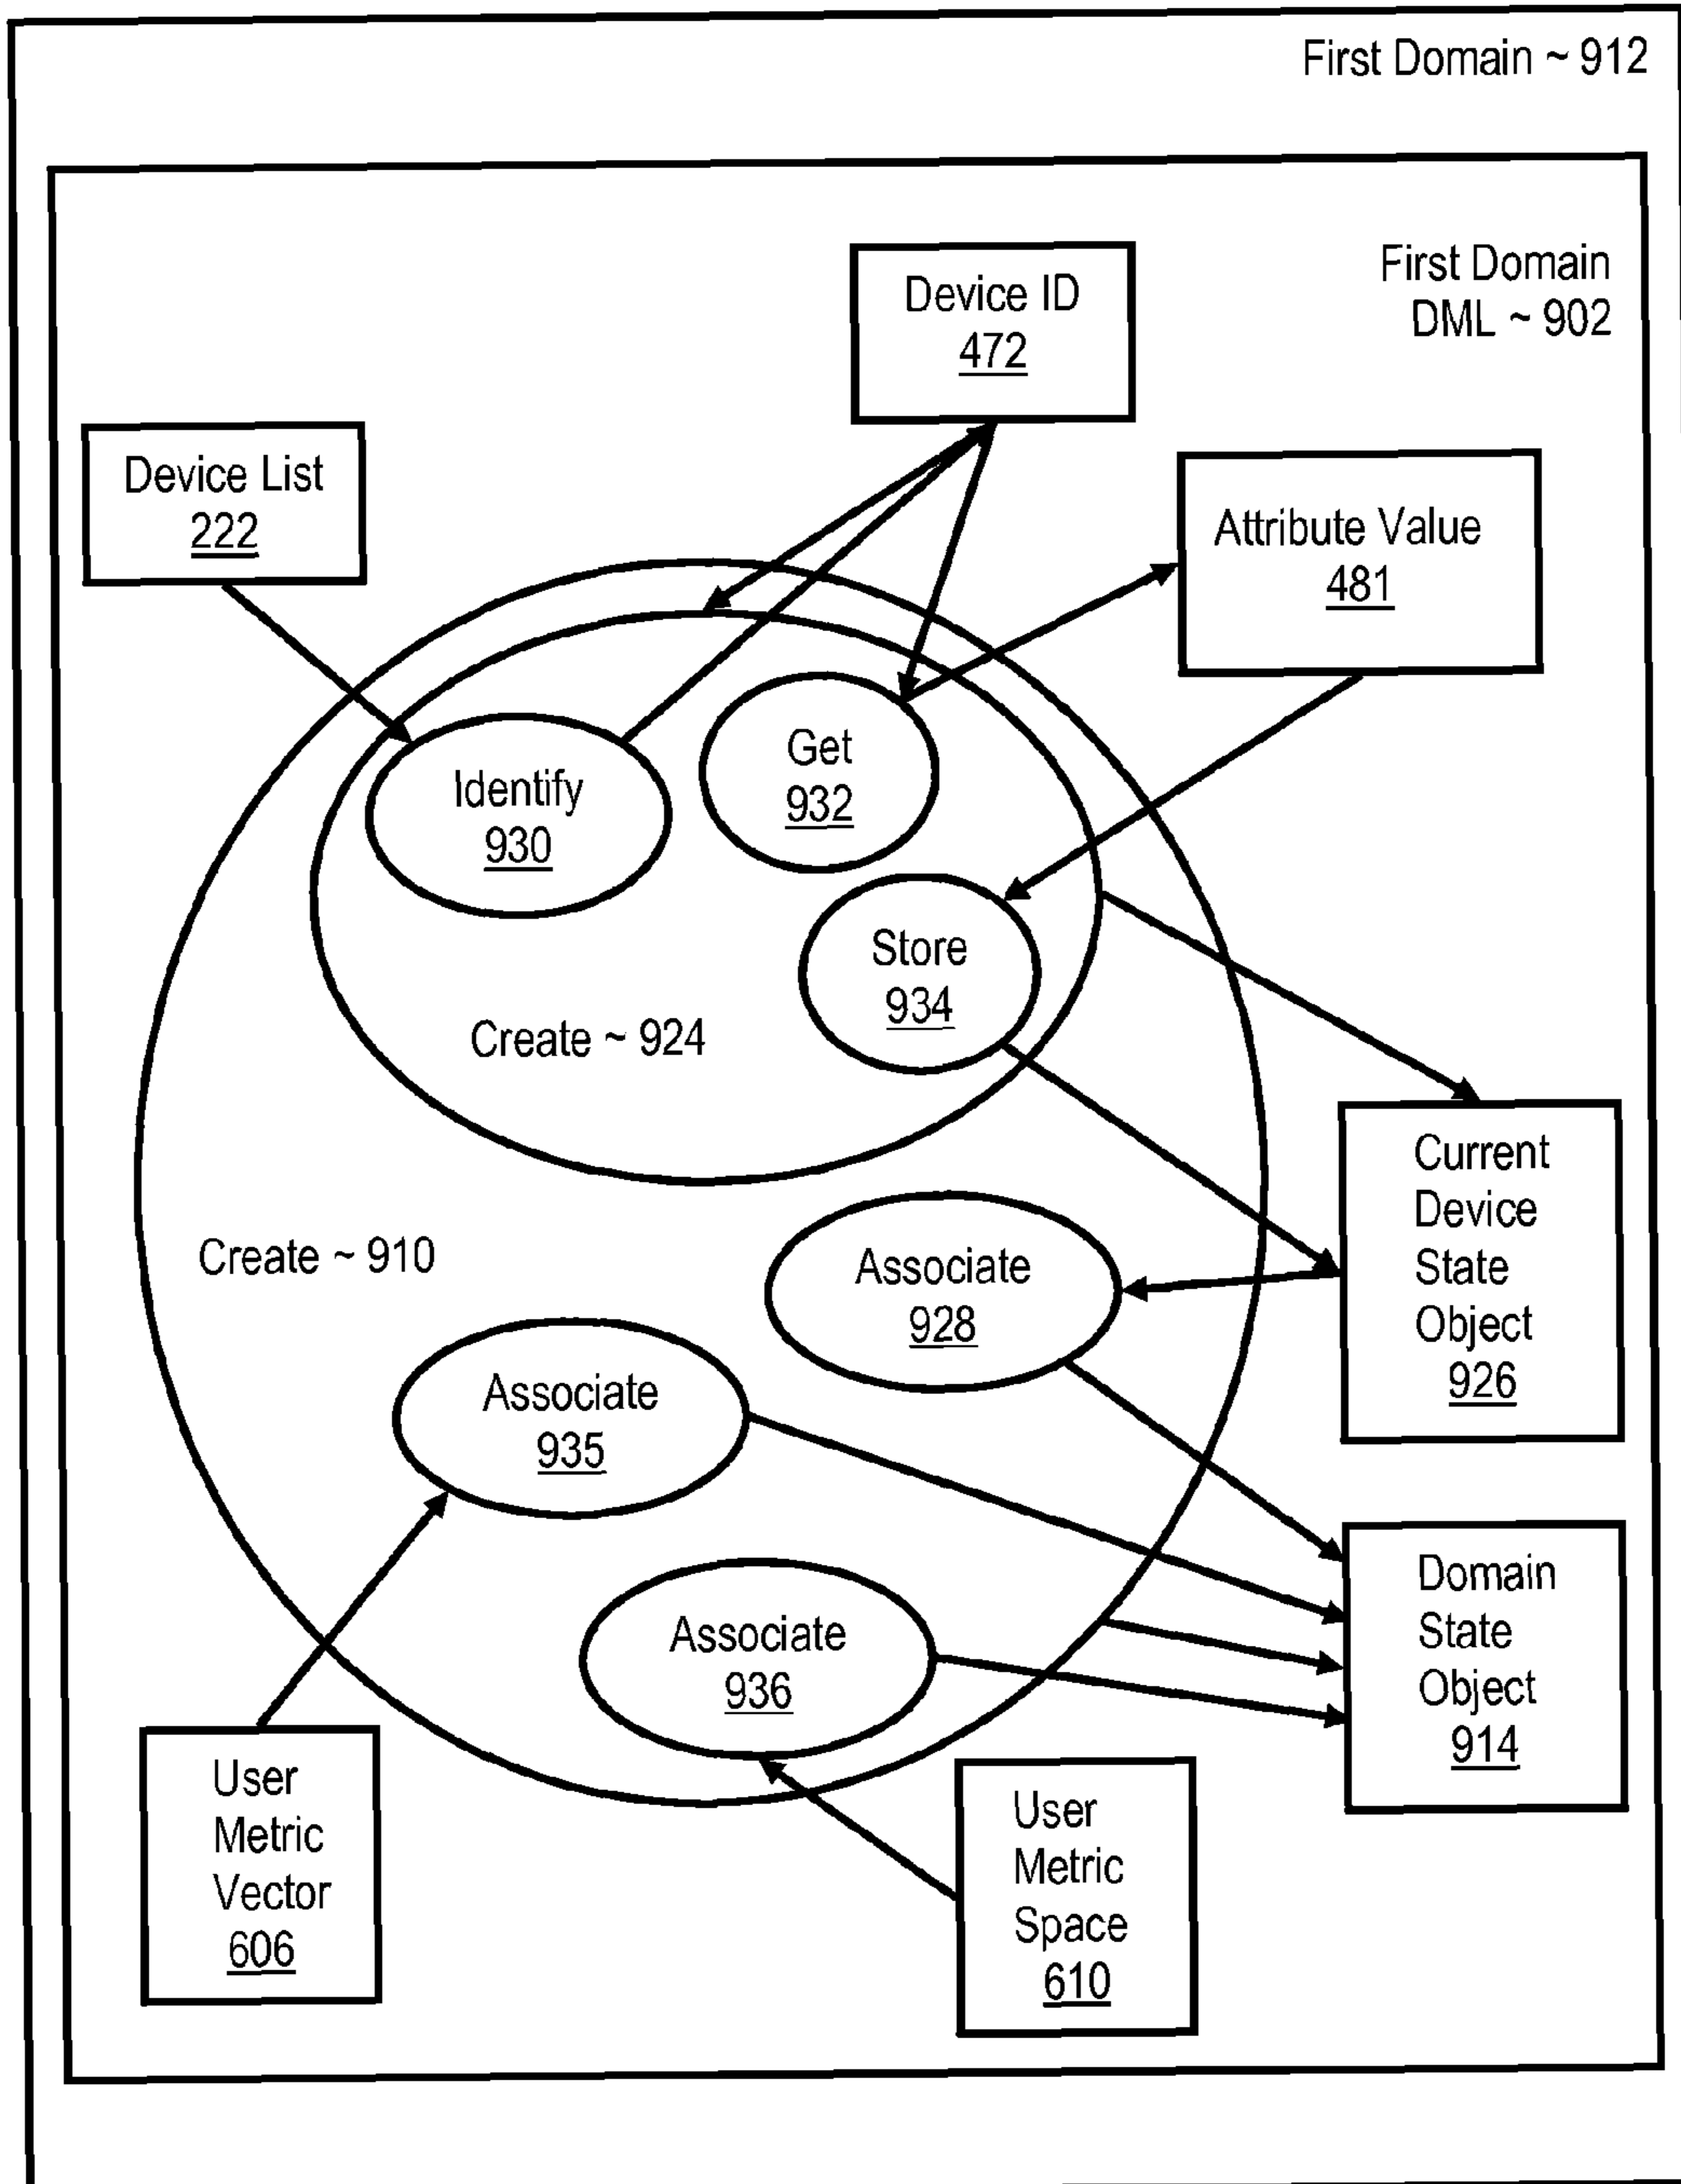 First Domain ~ 912
First Domain
DML ~ 902
Device ID
472
Device List
222
Attribute Value
481
Get
932
Identify
930
Store
934
Create ~ 924
Current
Device
State
Object
926
Create ~ 910
Associate
928
Associate
935
Domain
State
Object
914
Associate
936
User
Metric
Vector
606
User
Metric
Space
610